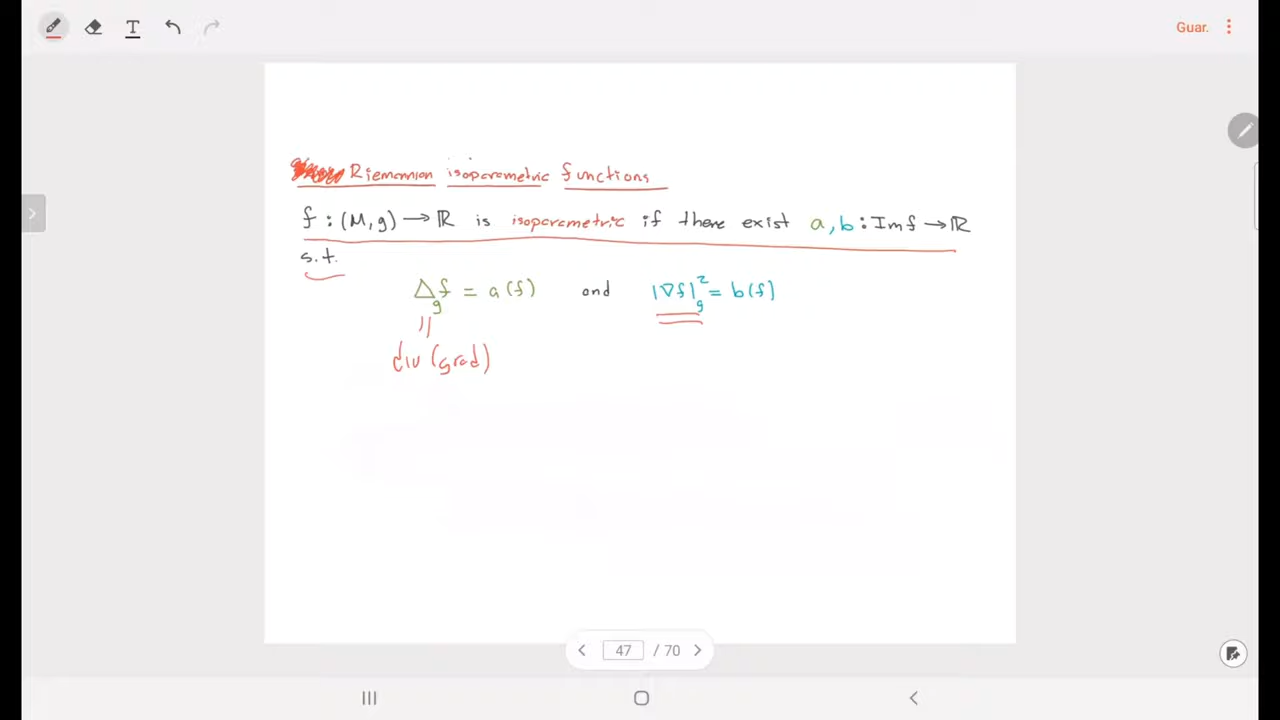 Guar.
Riemannian isoparametric functions
f : (M, g) → ℝ is isoparametric if there exist a, b : Im f → ℝ
s.t.
Δ_g f = a(f) and |∇f|²_g = b(f)
||
div (grad)
47 / 70